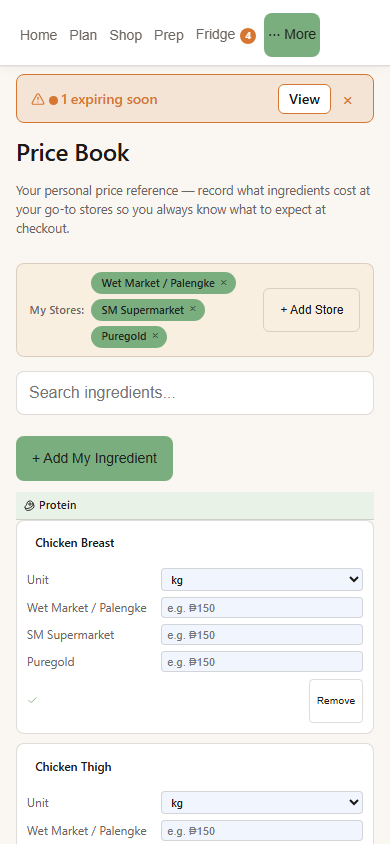 Home Plan Shop Prep Fridge 4 ··· More
1 expiring soon View ×
Price Book
Your personal price reference — record what ingredients cost at
your go-to stores so you always know what to expect at
checkout.
My Stores:
Wet Market / Palengke ×
SM Supermarket ×
Puregold ×
+ Add Store
Search ingredients...
+ Add My Ingredient
Protein
Chicken Breast
Unit kg
Wet Market / Palengke e.g. ₱150
SM Supermarket e.g. ₱150
Puregold e.g. ₱150
✓ Remove
Chicken Thigh
Unit kg
Wet Market / Palengke e.g. ₱150